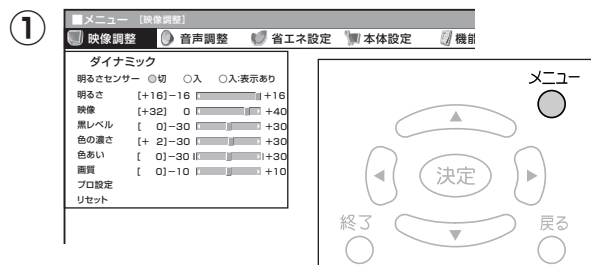 ①
■メニュー [映像調整]
映像調整 音声調整 省エネ設定 本体設定 機能
ダイナミック
明るさセンサー ◎切 ○入 ○入:表示あり
明るさ [+16] −16 +16
映像 [+32] 0 +40
黒レベル [ 0] −30 +30
色の濃さ [+ 2] −30 +30
色あい [ 0] −30 +30
画質 [ 0] −10 +10
プロ設定
リセット
メニュー
決定
終了 戻る